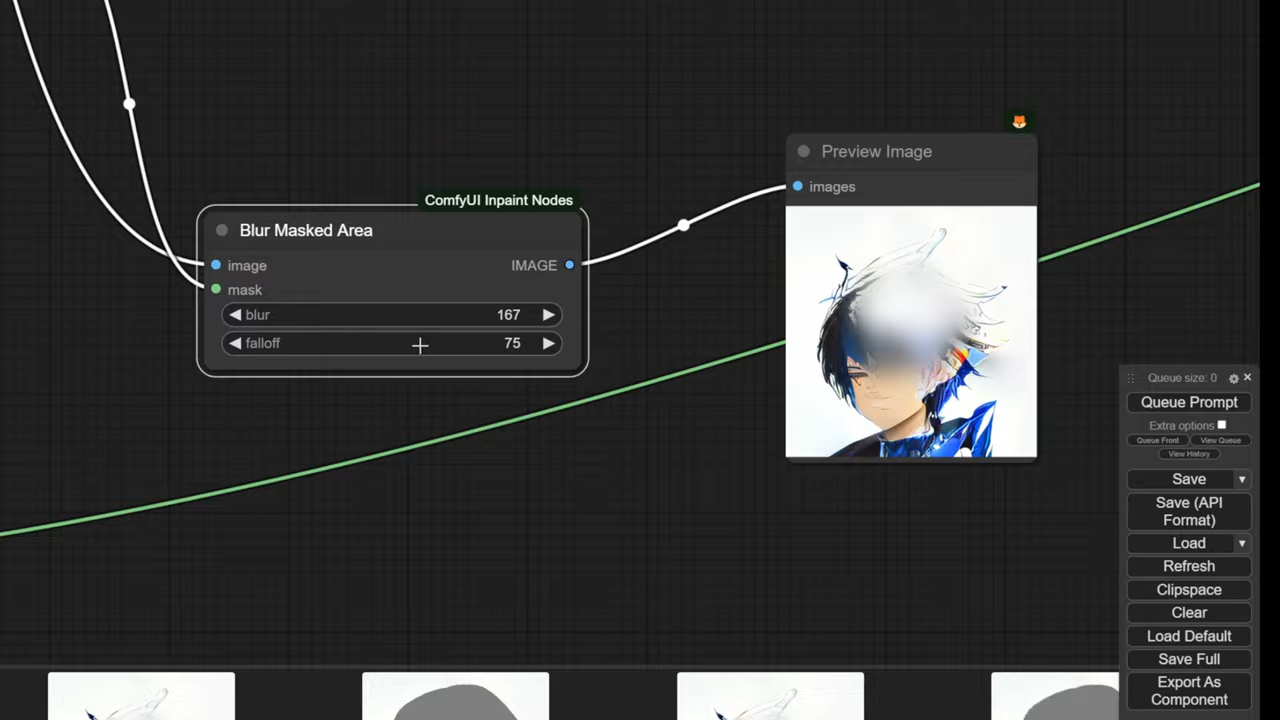 ComfyUI Inpaint Nodes
Blur Masked Area
image
IMAGE
mask
blur
167
falloff
75
Preview Image
images
Queue size: 0
Queue Prompt
Extra options
Queue Front
View Queue
View History
Save
Save (API
Format)
Load
Refresh
Clipspace
Clear
Load Default
Save Full
Export As
Component